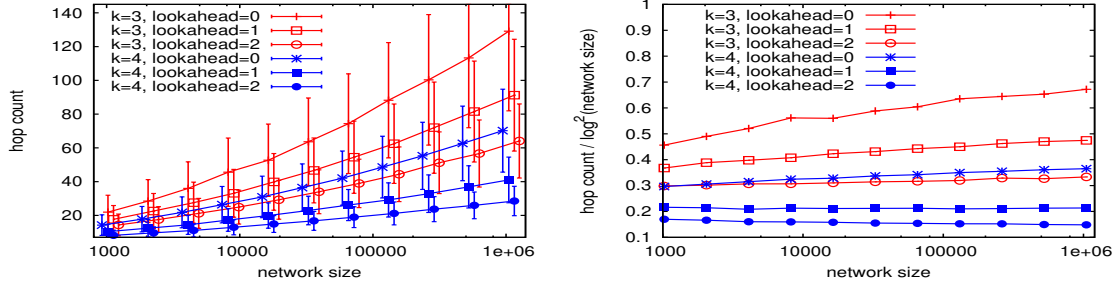 k=3, lookahead=0
k=3, lookahead=1
k=3, lookahead=2
k=4, lookahead=0
k=4, lookahead=1
k=4, lookahead=2
140
120
100
80
60
40
20
hop count
1000
10000
100000
1e+06
network size
k=3, lookahead=0
k=3, lookahead=1
k=3, lookahead=2
k=4, lookahead=0
k=4, lookahead=1
k=4, lookahead=2
1
0.9
0.8
0.7
0.6
0.5
0.4
0.3
0.2
0.1
hop count / log²(network size)
1000
10000
100000
1e+06
network size